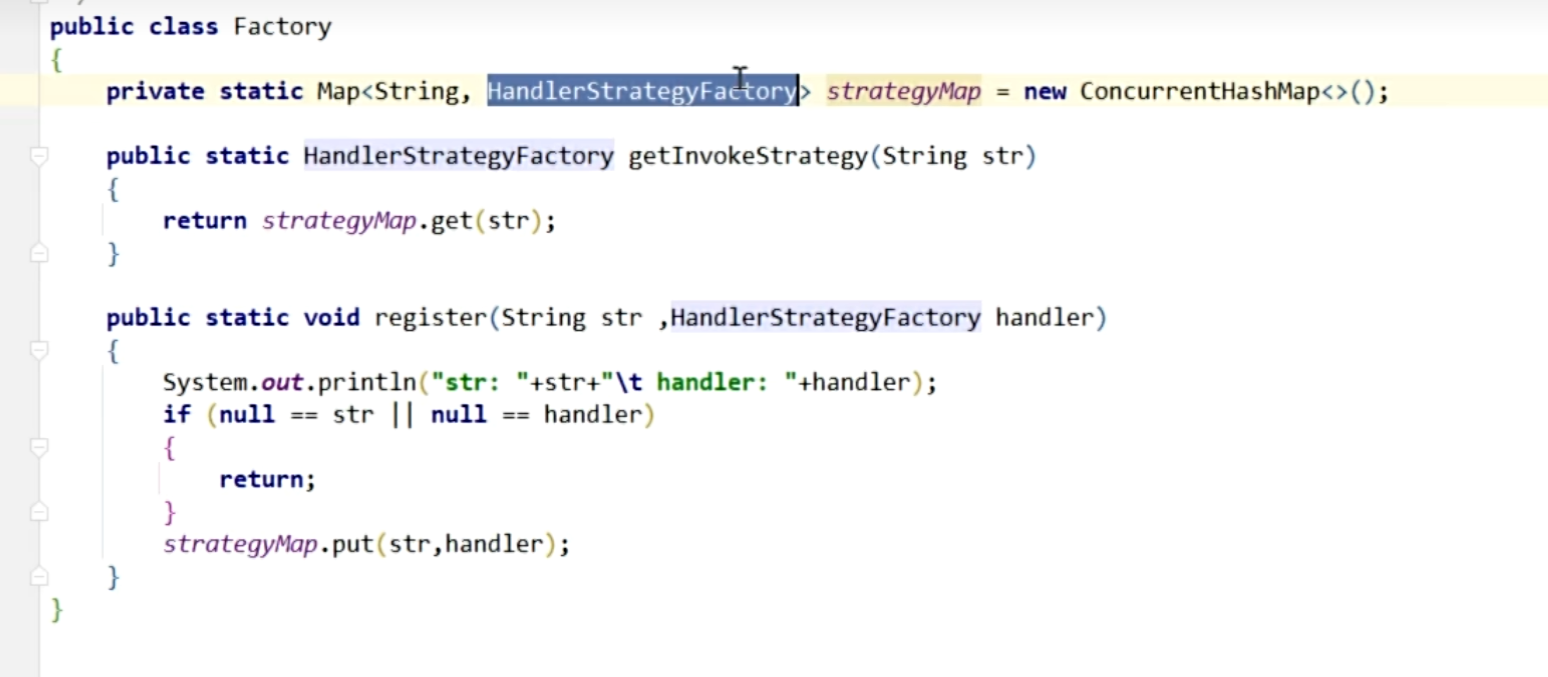 public class Factory
{
private static Map<String, HandlerStrategyFactory> strategyMap = new ConcurrentHashMap<>();
public static HandlerStrategyFactory getInvokeStrategy(String str)
{
return strategyMap.get(str);
}
public static void register(String str ,HandlerStrategyFactory handler)
{
System.out.println("str: "+str+"\t handler: "+handler);
if (null == str || null == handler)
{
return;
}
strategyMap.put(str,handler);
}
}